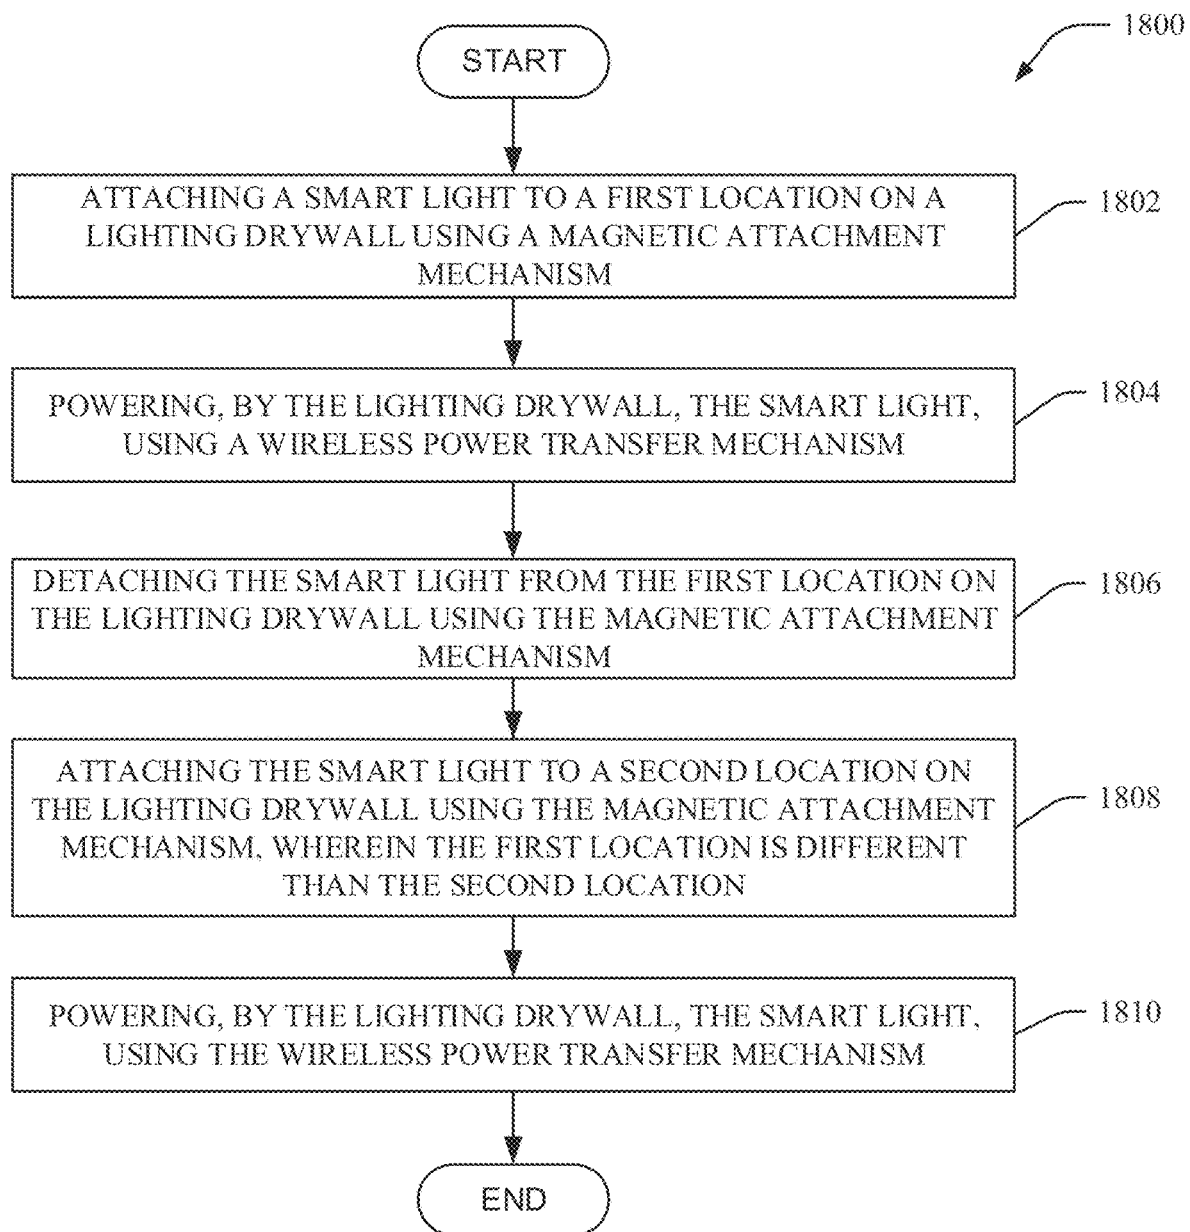 1800
START
ATTACHING A SMART LIGHT TO A FIRST LOCATION ON A
LIGHTING DRYWALL USING A MAGNETIC ATTACHMENT
MECHANISM
1802
POWERING, BY THE LIGHTING DRYWALL, THE SMART LIGHT,
USING A WIRELESS POWER TRANSFER MECHANISM
1804
DETACHING THE SMART LIGHT FROM THE FIRST LOCATION ON
THE LIGHTING DRYWALL USING THE MAGNETIC ATTACHMENT
MECHANISM
1806
ATTACHING THE SMART LIGHT TO A SECOND LOCATION ON
THE LIGHTING DRYWALL USING THE MAGNETIC ATTACHMENT
MECHANISM, WHEREIN THE FIRST LOCATION IS DIFFERENT
THAN THE SECOND LOCATION
1808
POWERING, BY THE LIGHTING DRYWALL, THE SMART LIGHT,
USING THE WIRELESS POWER TRANSFER MECHANISM
1810
END